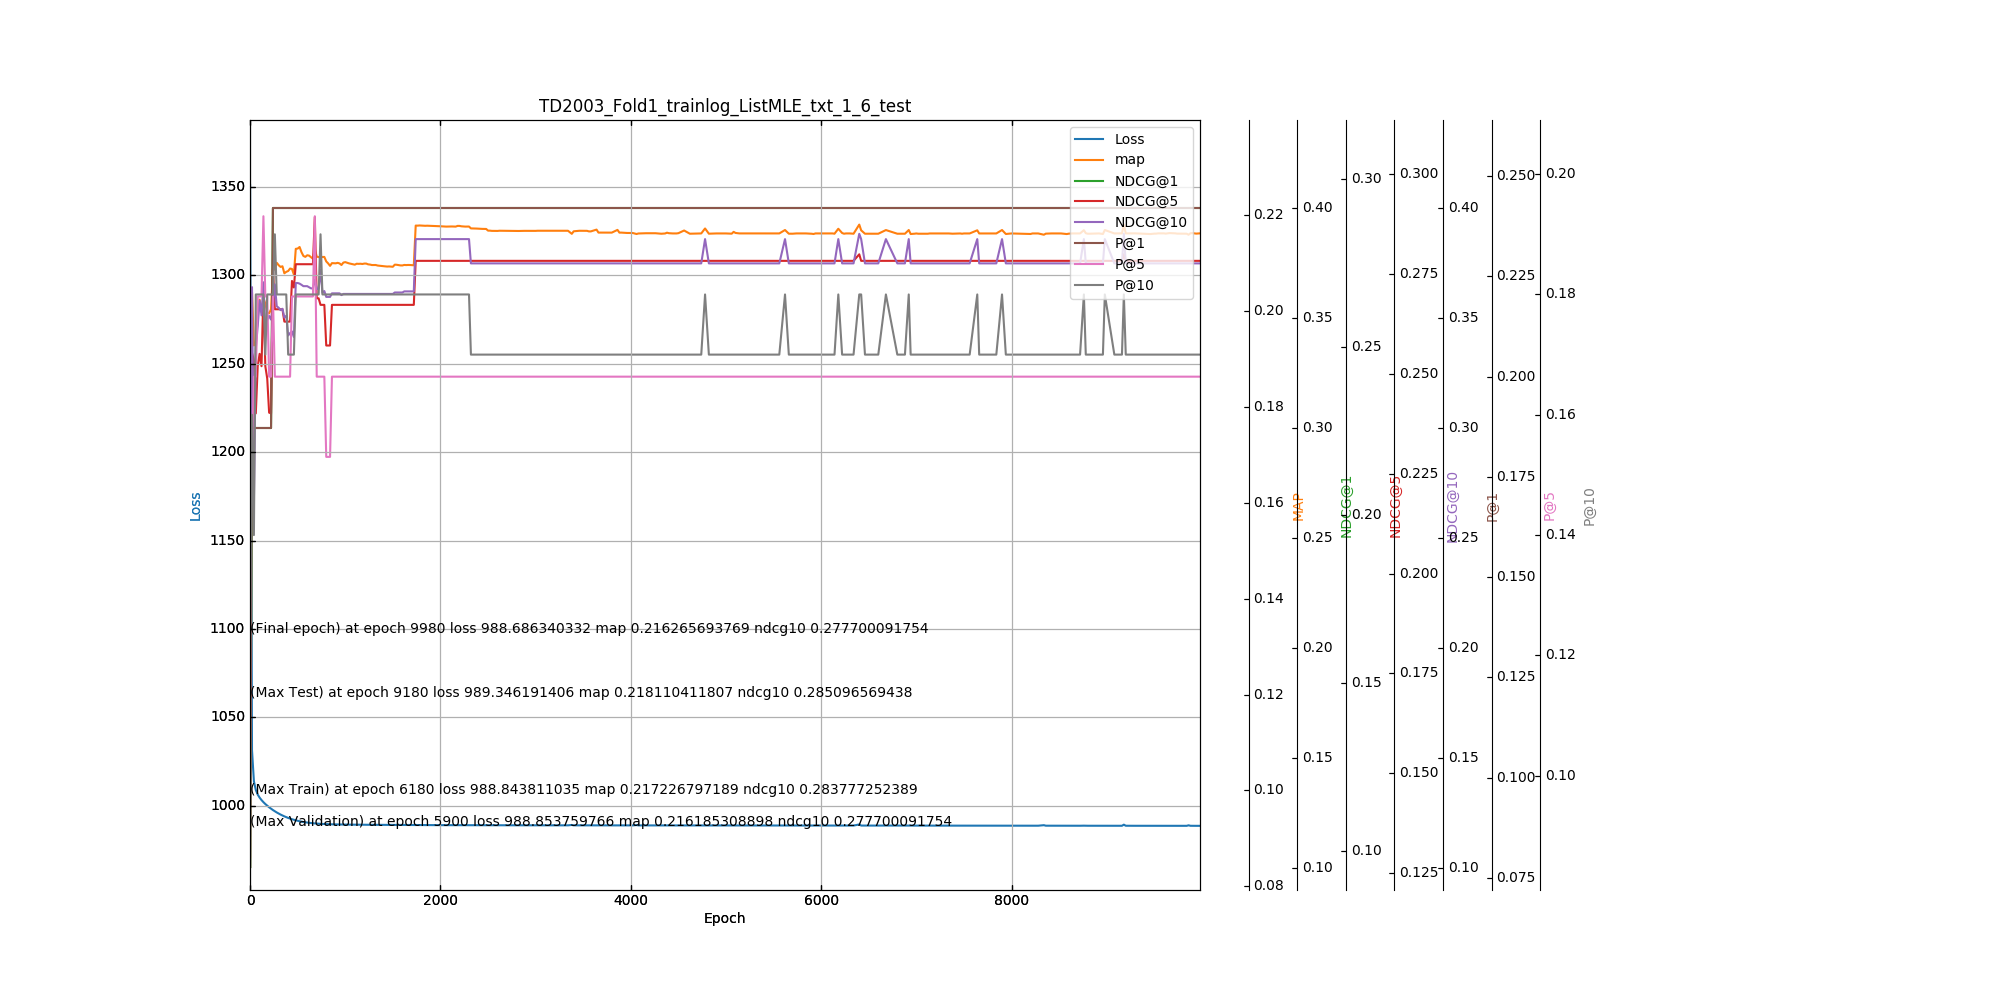 TD2003_Fold1_trainlog_ListMLE_txt_1_6_test
Loss
map
NDCG@1
NDCG@5
NDCG@10
P@1
P@5
P@10
1350
1300
1250
1200
1150
1100
1050
1000
Loss
(Final epoch) at epoch 9980 loss 988.686340332 map 0.216265693769 ndcg10 0.277700091754
(Max Test) at epoch 9180 loss 989.346191406 map 0.218110411807 ndcg10 0.285096569438
(Max Train) at epoch 6180 loss 988.843811035 map 0.217226797189 ndcg10 0.283777252389
(Max Validation) at epoch 5900 loss 988.853759766 map 0.216185308898 ndcg10 0.277700091754
0 2000 4000 6000 8000
Epoch
0.22
0.20
0.18
0.16
0.14
0.12
0.10
0.08
MAP
0.40
0.35
0.30
0.25
0.20
0.15
0.10
NDCG@1
0.30
0.25
0.20
0.15
0.10
NDCG@5
0.300
0.275
0.250
0.225
0.200
0.175
0.150
0.125
NDCG@10
0.40
0.35
0.30
0.25
0.20
0.15
0.10
P@1
0.250
0.225
0.200
0.175
0.150
0.125
0.100
0.075
P@5
0.20
0.18
0.16
0.14
0.12
0.10
P@10